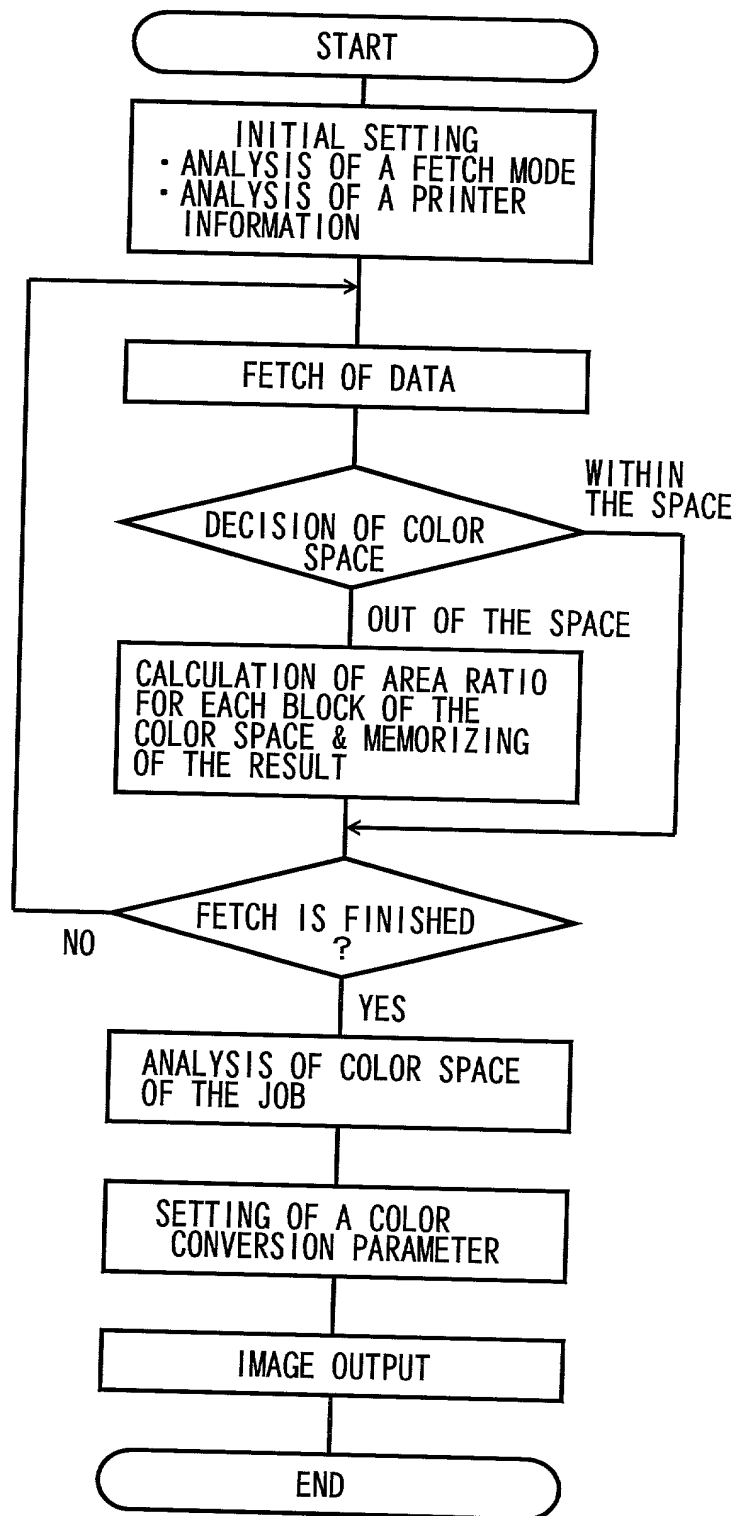 START
INITIAL SETTING
・ANALYSIS OF A FETCH MODE
・ANALYSIS OF A PRINTER
INFORMATION
FETCH OF DATA
WITHIN
THE SPACE
DECISION OF COLOR
SPACE
OUT OF THE SPACE
CALCULATION OF AREA RATIO
FOR EACH BLOCK OF THE
COLOR SPACE & MEMORIZING
OF THE RESULT
FETCH IS FINISHED
?
NO
YES
ANALYSIS OF COLOR SPACE
OF THE JOB
SETTING OF A COLOR
CONVERSION PARAMETER
IMAGE OUTPUT
END